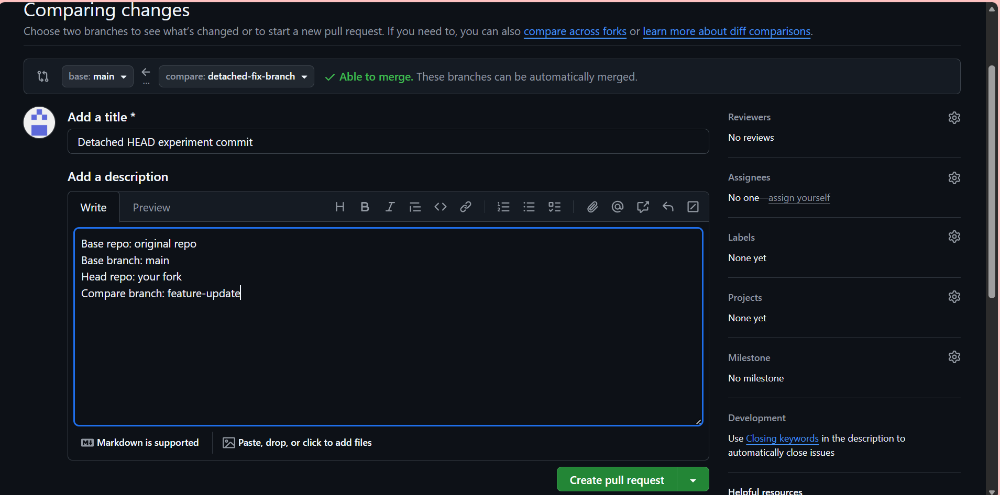 Comparing changes
Choose two branches to see what’s changed or to start a new pull request. If you need to, you can also compare across forks or learn more about diff comparisons.
base: main
compare: detached-fix-branch
Able to merge. These branches can be automatically merged.
Add a title *
Detached HEAD experiment commit
Add a description
Write
Preview
Base repo: original repo
Base branch: main
Head repo: your fork
Compare branch: feature-update
Markdown is supported
Paste, drop, or click to add files
Create pull request
Reviewers
No reviews
Assignees
No one—assign yourself
Labels
None yet
Projects
None yet
Milestone
No milestone
Development
Use Closing keywords in the description to
automatically close issues
Helpful resources